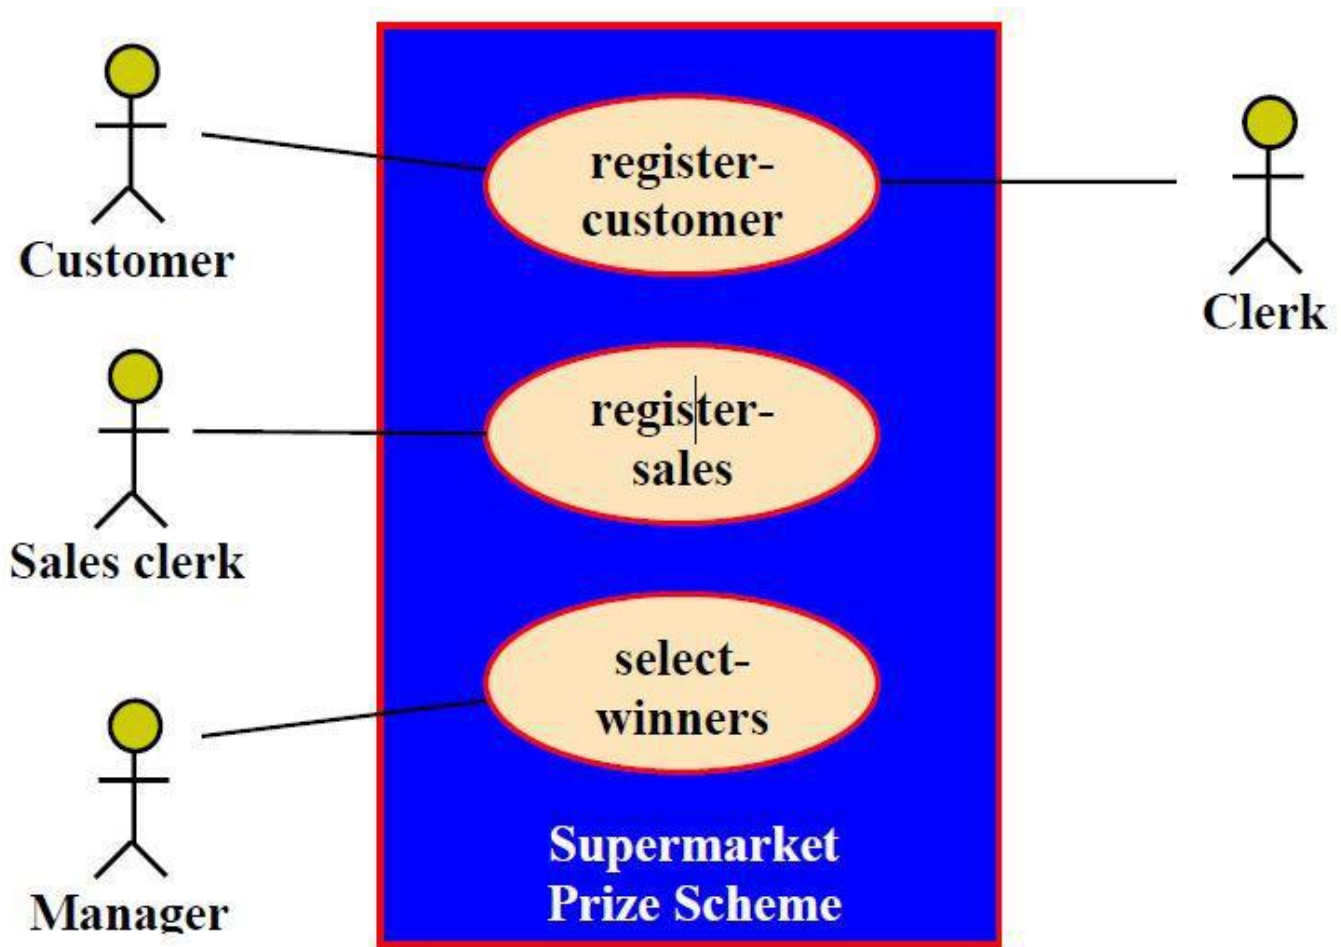 register-
customer
Customer
Clerk
register-
sales
Sales clerk
select-
winners
Manager
Supermarket
Prize Scheme